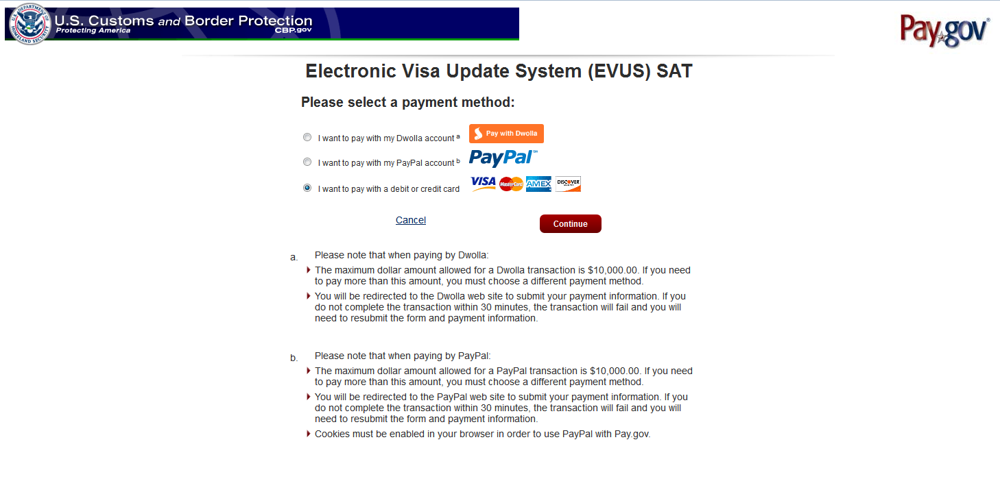 U.S. Customs and Border Protection
Protecting America
CBP.gov
U.S. DEPARTMENT OF HOMELAND SECURITY
Pay.gov®
Electronic Visa Update System (EVUS) SAT
Please select a payment method:
I want to pay with my Dwolla account a
Pay with Dwolla
I want to pay with my PayPal account b
PayPal™
I want to pay with a debit or credit card
VISA MasterCard AMEX DISCOVER
Cancel
Continue
a. Please note that when paying by Dwolla:
The maximum dollar amount allowed for a Dwolla transaction is $10,000.00. If you need
to pay more than this amount, you must choose a different payment method.
You will be redirected to the Dwolla web site to submit your payment information. If you
do not complete the transaction within 30 minutes, the transaction will fail and you will
need to resubmit the form and payment information.
b. Please note that when paying by PayPal:
The maximum dollar amount allowed for a PayPal transaction is $10,000.00. If you need
to pay more than this amount, you must choose a different payment method.
You will be redirected to the PayPal web site to submit your payment information. If you
do not complete the transaction within 30 minutes, the transaction will fail and you will
need to resubmit the form and payment information.
Cookies must be enabled in your browser in order to use PayPal with Pay.gov.